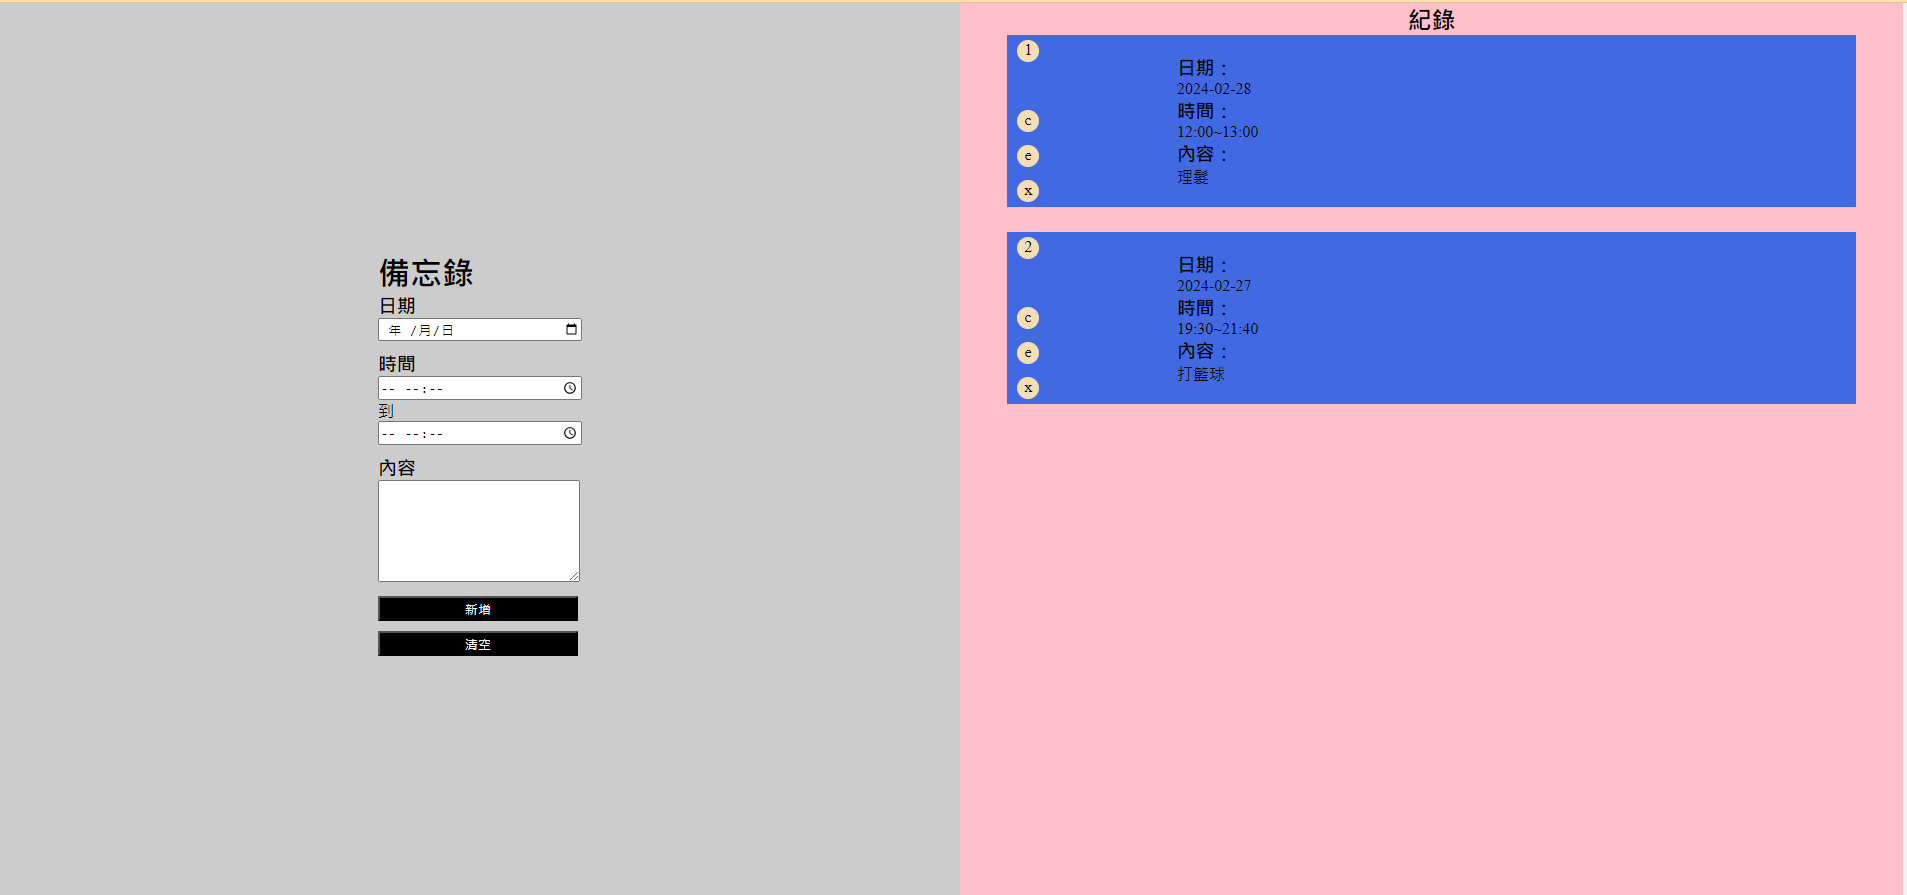 備忘錄
日期
年 /月/日
時間
-- --:--
到
-- --:--
內容
新增
清空
紀錄
1
日期：
2024-02-28
時間：
c
12:00~13:00
e
內容：
理髮
x
2
日期：
2024-02-27
時間：
c
19:30~21:40
e
內容：
打籃球
x